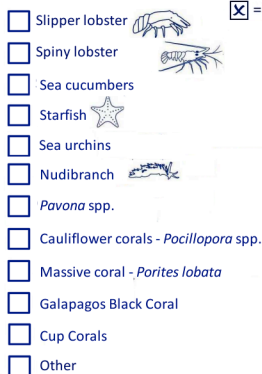 Slipper lobster
x =
Spiny lobster
Sea cucumbers
Starfish
Sea urchins
Nudibranch
Pavona spp.
Cauliflower corals - Pocillopora spp.
Massive coral - Porites lobata
Galapagos Black Coral
Cup Corals
Other